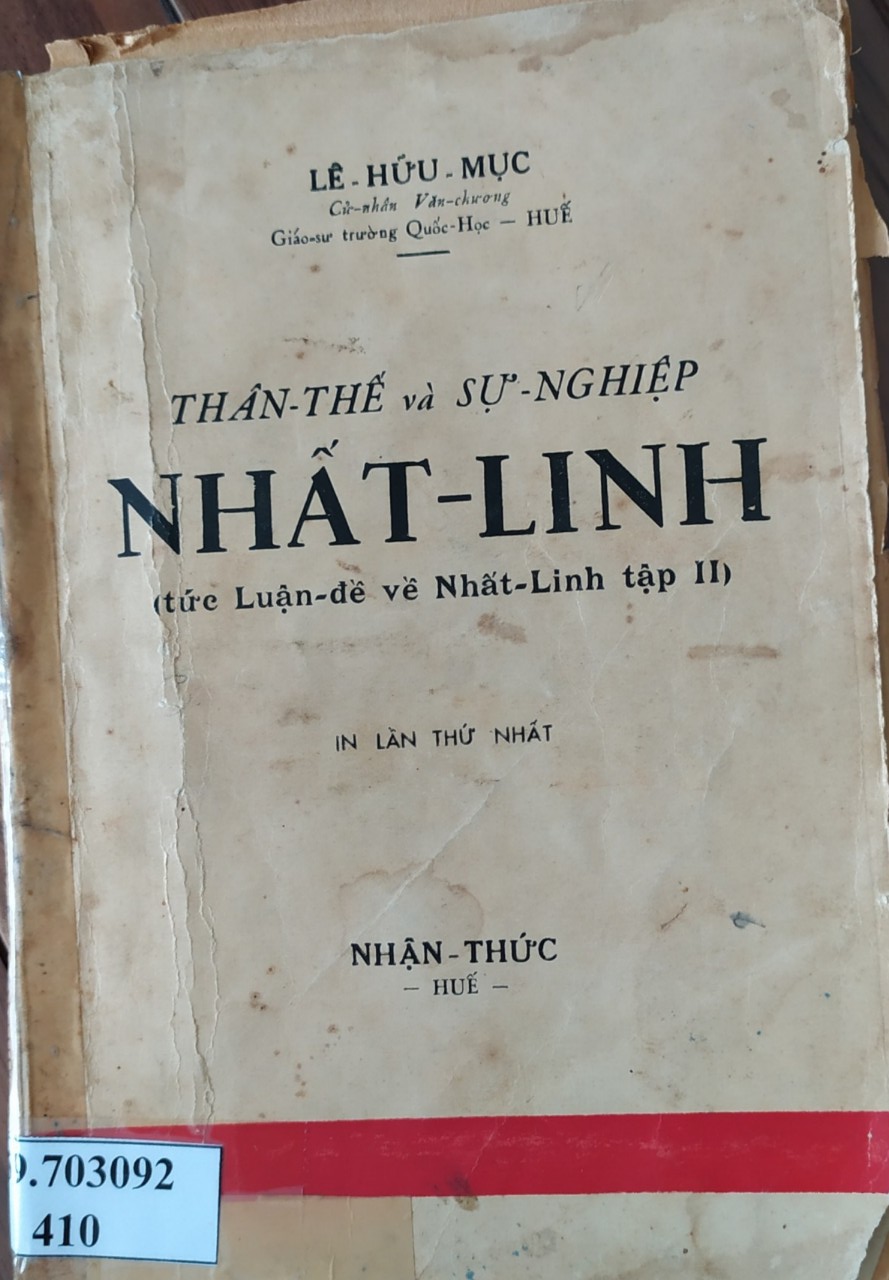 LÊ-HỮU-MỤC
Cử-nhân Văn-chương
Giáo-sư trường Quốc-Học — HUẾ
THÂN-THẾ và SỰ-NGHIỆP
NHẤT-LINH
(tức Luận-đề về Nhất-Linh tập II)
IN LẦN THỨ NHẤT
NHẬN-THỨC
— HUẾ —
9.703092
410